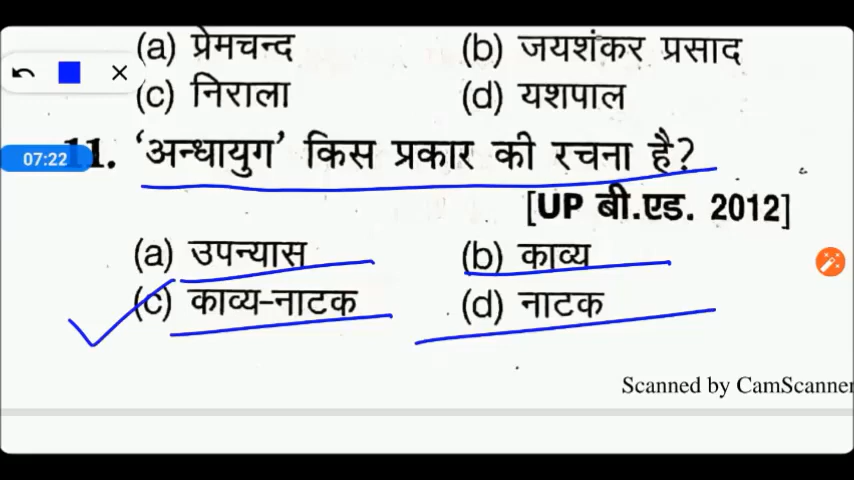 (a) प्रेमचन्द (b) जयशंकर प्रसाद
(c) निराला (d) यशपाल
07:22
11. ‘अन्धायुग’ किस प्रकार की रचना है?
[UP बी.एड. 2012]
(a) उपन्यास (b) काव्य
(c) काव्य-नाटक (d) नाटक
Scanned by CamScanner